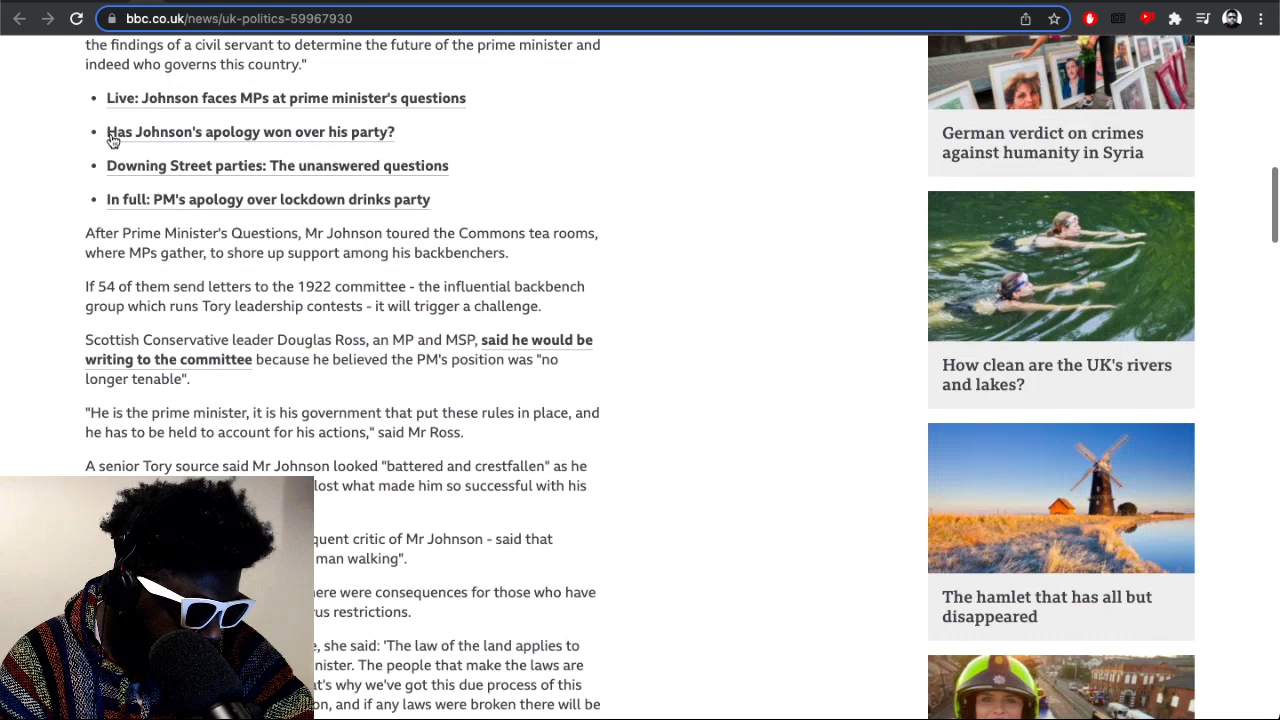 bbc.co.uk/news/uk-politics-59967930
the findings of a civil servant to determine the future of the prime minister and
indeed who governs this country."
Live: Johnson faces MPs at prime minister's questions
Has Johnson's apology won over his party?
Downing Street parties: The unanswered questions
In full: PM's apology over lockdown drinks party
After Prime Minister's Questions, Mr Johnson toured the Commons tea rooms,
where MPs gather, to shore up support among his backbenchers.
If 54 of them send letters to the 1922 committee - the influential backbench
group which runs Tory leadership contests - it will trigger a challenge.
Scottish Conservative leader Douglas Ross, an MP and MSP, said he would be
writing to the committee because he believed the PM's position was "no
longer tenable".
"He is the prime minister, it is his government that put these rules in place, and
he has to be held to account for his actions," said Mr Ross.
A senior Tory source said Mr Johnson looked "battered and crestfallen" as he
lost what made him so successful with his
quent critic of Mr Johnson - said that
man walking".
here were consequences for those who have
rus restrictions.
e, she said: 'The law of the land applies to
nister. The people that make the laws are
at's why we've got this due process of this
on, and if any laws were broken there will be
German verdict on crimes
against humanity in Syria
How clean are the UK's rivers
and lakes?
The hamlet that has all but
disappeared